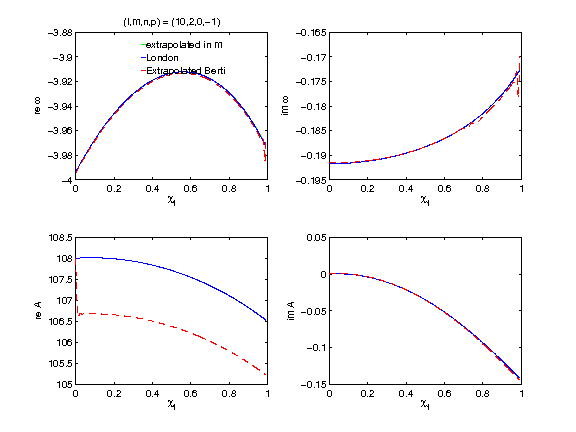 (l,m,n,p) = (10,2,0,−1)
−3.88
−3.9
−3.92
−3.94
−3.96
−3.98
−4
re ω
0 0.2 0.4 0.6 0.8 1
χf
extrapolated in m
London
Extrapolated Berti
−0.165
−0.17
−0.175
−0.18
−0.185
−0.19
−0.195
im ω
0 0.2 0.4 0.6 0.8 1
χf
108.5
108
107.5
107
106.5
106
105.5
105
re A
0 0.2 0.4 0.6 0.8 1
χf
0.05
0
−0.05
−0.1
−0.15
im A
0 0.2 0.4 0.6 0.8 1
χf